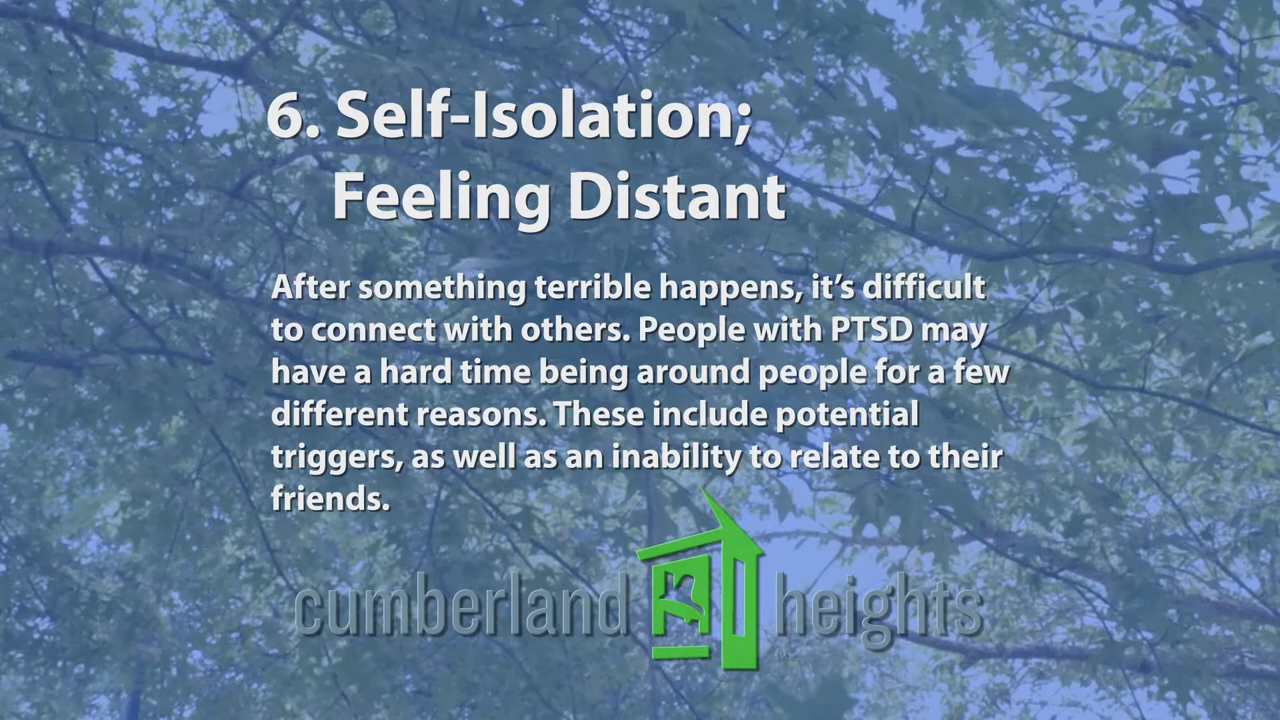 6. Self-Isolation;
Feeling Distant
After something terrible happens, it’s difficult
to connect with others. People with PTSD may
have a hard time being around people for a few
different reasons. These include potential
triggers, as well as an inability to relate to their
friends.
cumberland heights